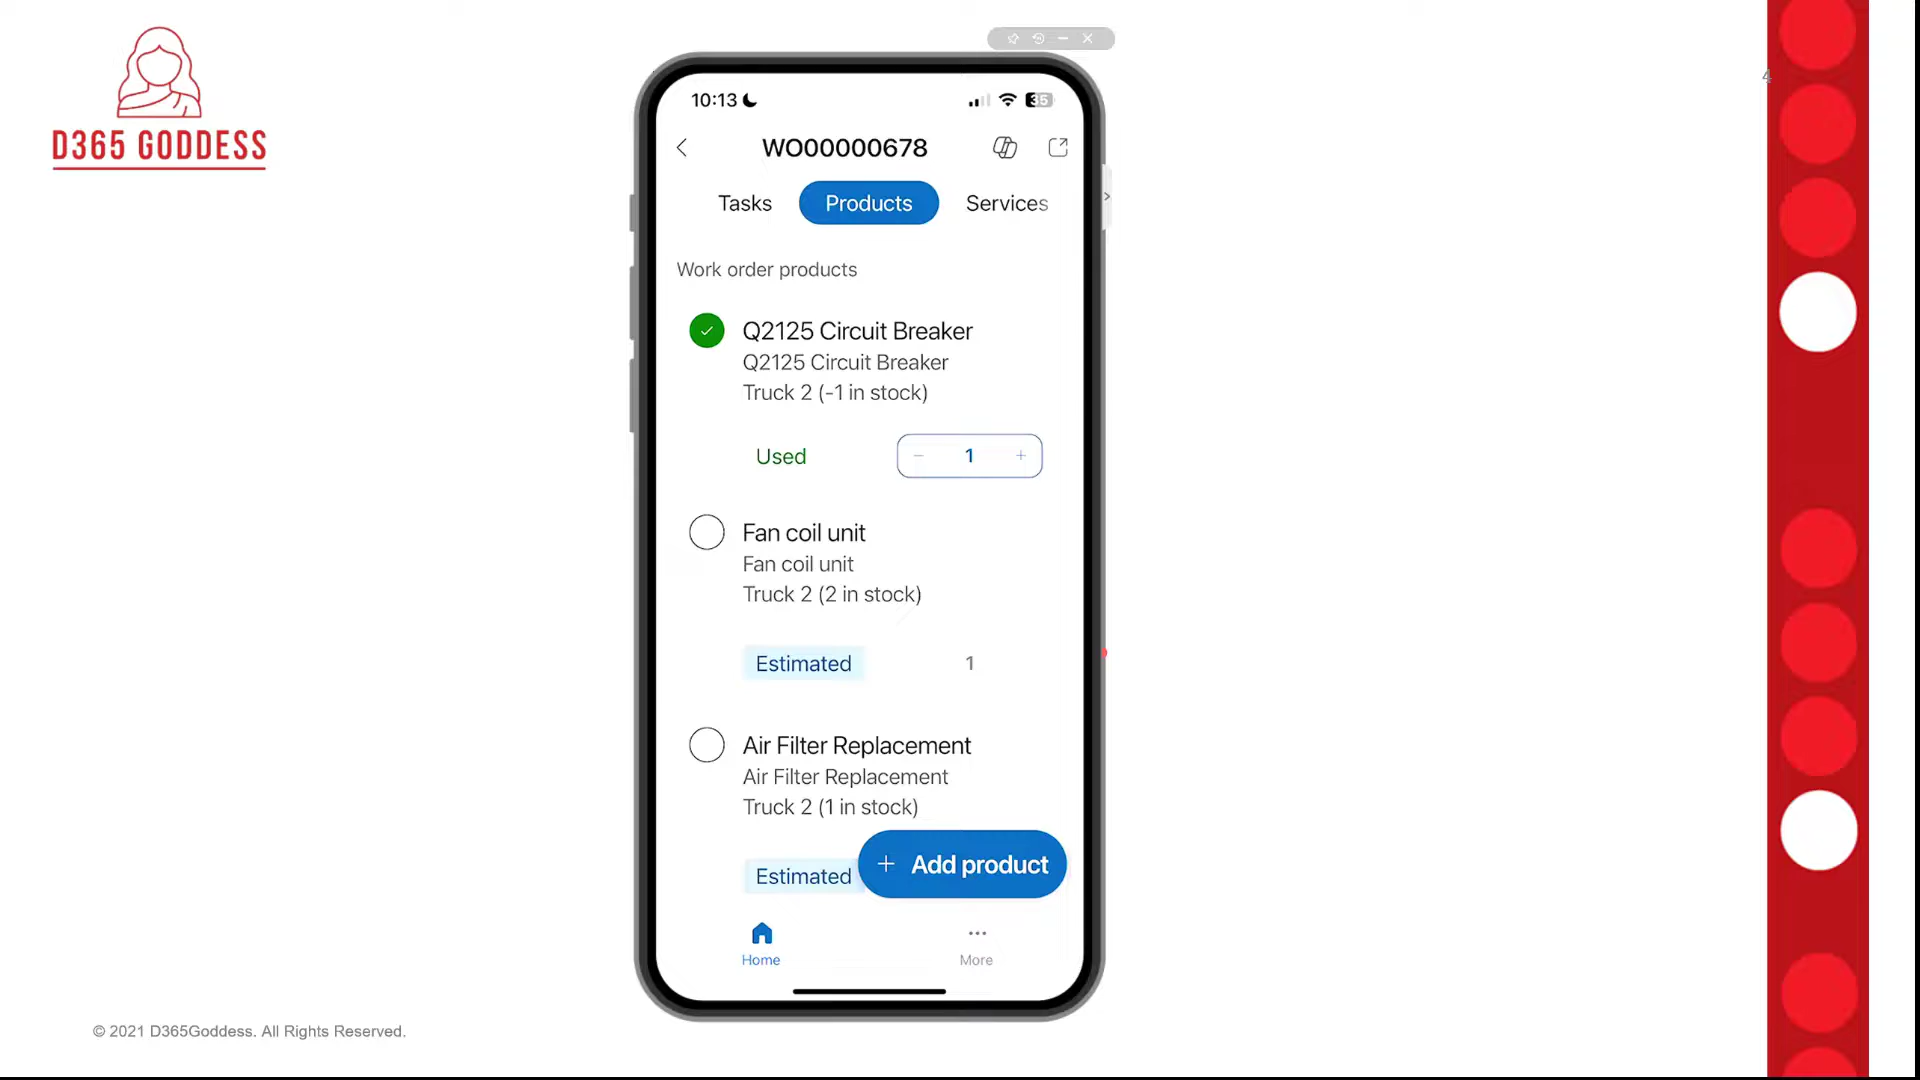 D365 GODDESS
4
10:13
35
WO00000678
Tasks
Products
Services
Work order products
Q2125 Circuit Breaker
Q2125 Circuit Breaker
Truck 2 (-1 in stock)
Used
1
Fan coil unit
Fan coil unit
Truck 2 (2 in stock)
Estimated
1
Air Filter Replacement
Air Filter Replacement
Truck 2 (1 in stock)
Estimated
+ Add product
Home
More
© 2021 D365Goddess. All Rights Reserved.